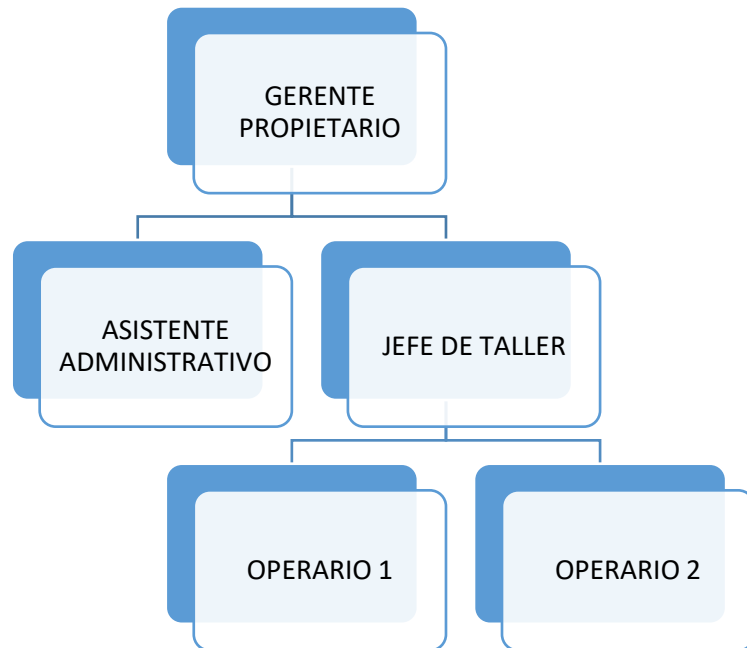 GERENTE
PROPIETARIO
ASISTENTE
ADMINISTRATIVO
JEFE DE TALLER
OPERARIO 1
OPERARIO 2